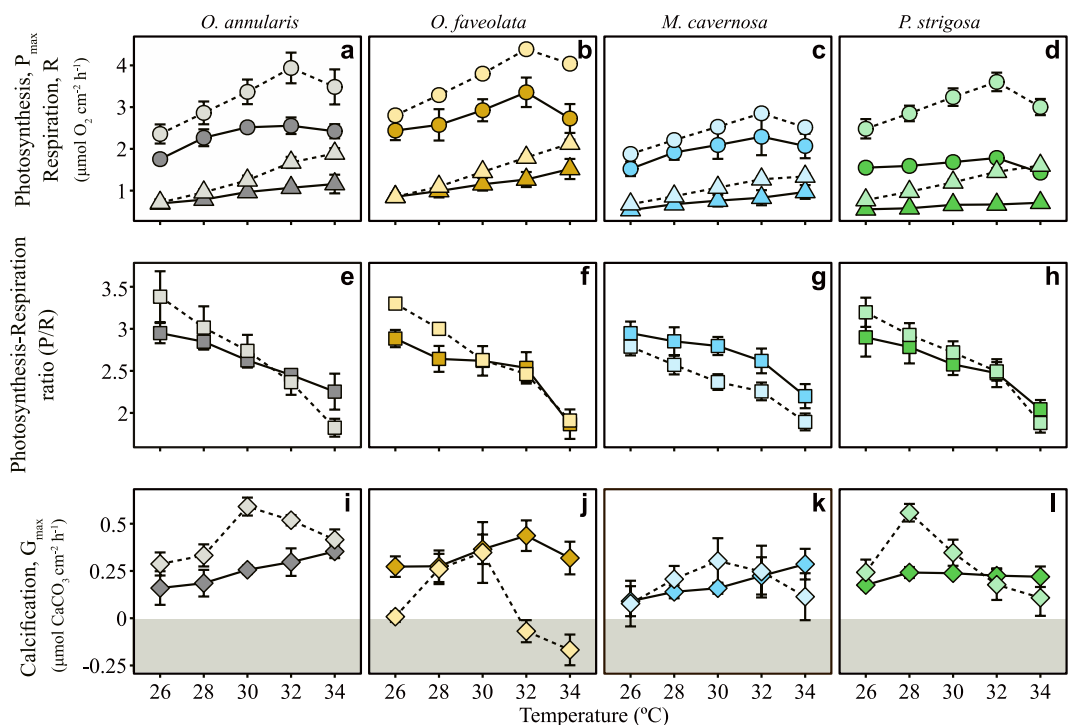 O. annularis O. faveolata M. cavernosa P. strigosa
Photosynthesis, Pmax
Respiration, R
(μmol O2 cm-2 h-1)
a b c d
4
3
2
1
Photosynthesis-Respiration
ratio (P/R)
e f g h
3.5
3
2.5
2
Calcification, Gmax
(μmol CaCO3 cm-2 h-1)
i j k l
0.5
0.25
0
-0.25
26 28 30 32 34 26 28 30 32 34 26 28 30 32 34 26 28 30 32 34
Temperature (ºC)